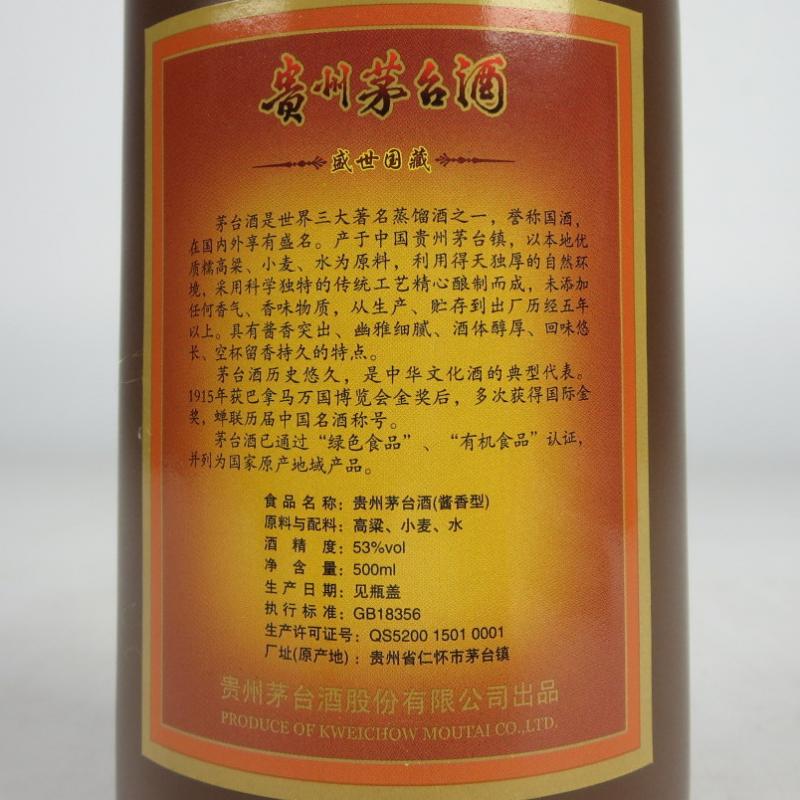 贵州茅台酒
盛世国藏
茅台酒是世界三大著名蒸馏酒之一，誉称国酒，
在国内外享有盛名。产于中国贵州茅台镇，以本地优
质糯高粱、小麦、水为原料，利用得天独厚的自然环
境，采用科学独特的传统工艺精心酿制而成，未添加
任何香气、香味物质，从生产、贮存到出厂历经五年
以上。具有酱香突出、幽雅细腻、酒体醇厚、回味悠
长、空杯留香持久的特点。
茅台酒历史悠久，是中华文化酒的典型代表。
1915年获巴拿马万国博览会金奖后，多次获得国际金
奖，蝉联历届中国名酒称号。
茅台酒已通过“绿色食品”、“有机食品”认证，
并列为国家原产地域产品。
食品名称：贵州茅台酒(酱香型)
原料与配料：高粱、小麦、水
酒精度：53%vol
净含量：500ml
生产日期：见瓶盖
执行标准：GB18356
生产许可证号：QS5200 1501 0001
厂址(原产地)：贵州省仁怀市茅台镇
贵州茅台酒股份有限公司出品
PRODUCE OF KWEICHOW MOUTAI CO.,LTD.